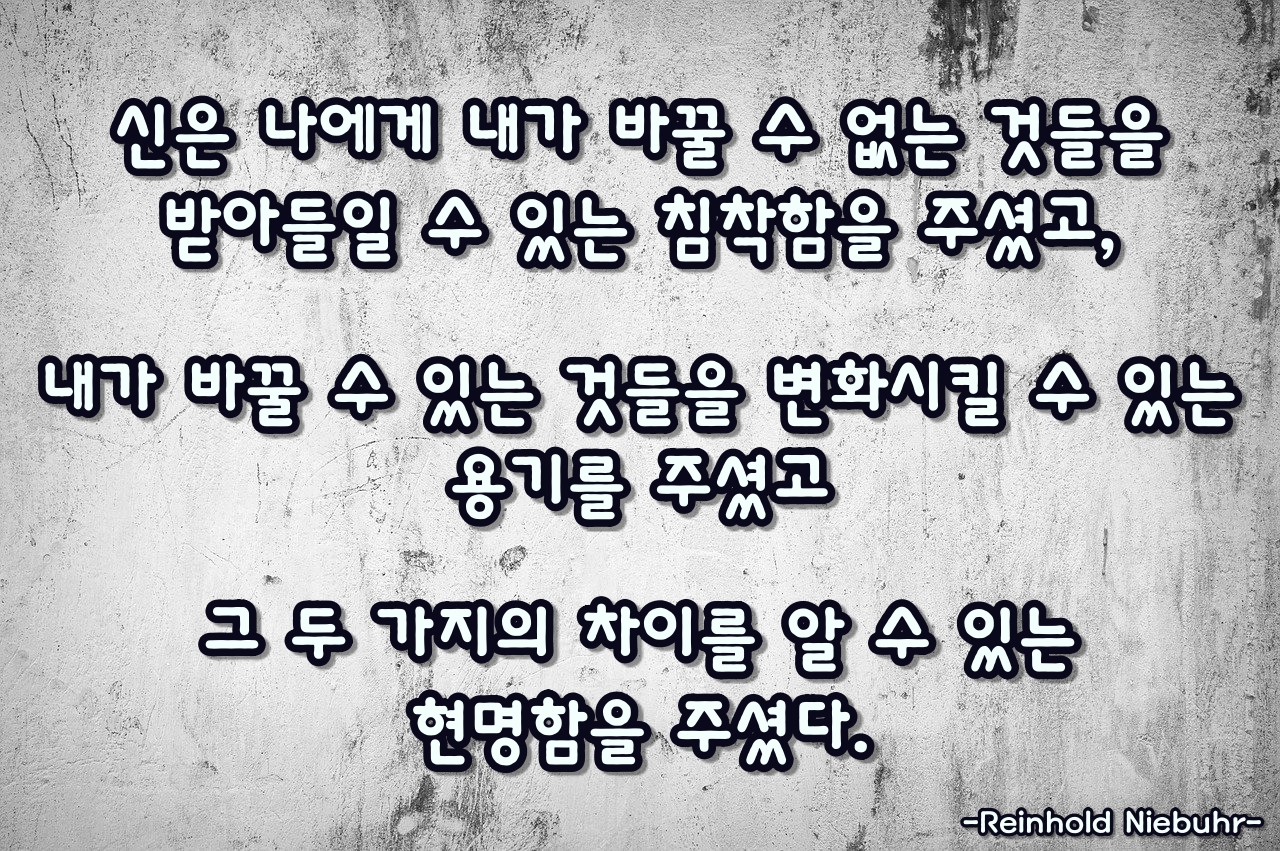 신은 나에게 내가 바꿀 수 없는 것들을
받아들일 수 있는 침착함을 주셨고,
내가 바꿀 수 있는 것들을 변화시킬 수 있는
용기를 주셨고
그 두 가지의 차이를 알 수 있는
현명함을 주셨다.
-Reinhold Niebuhr-